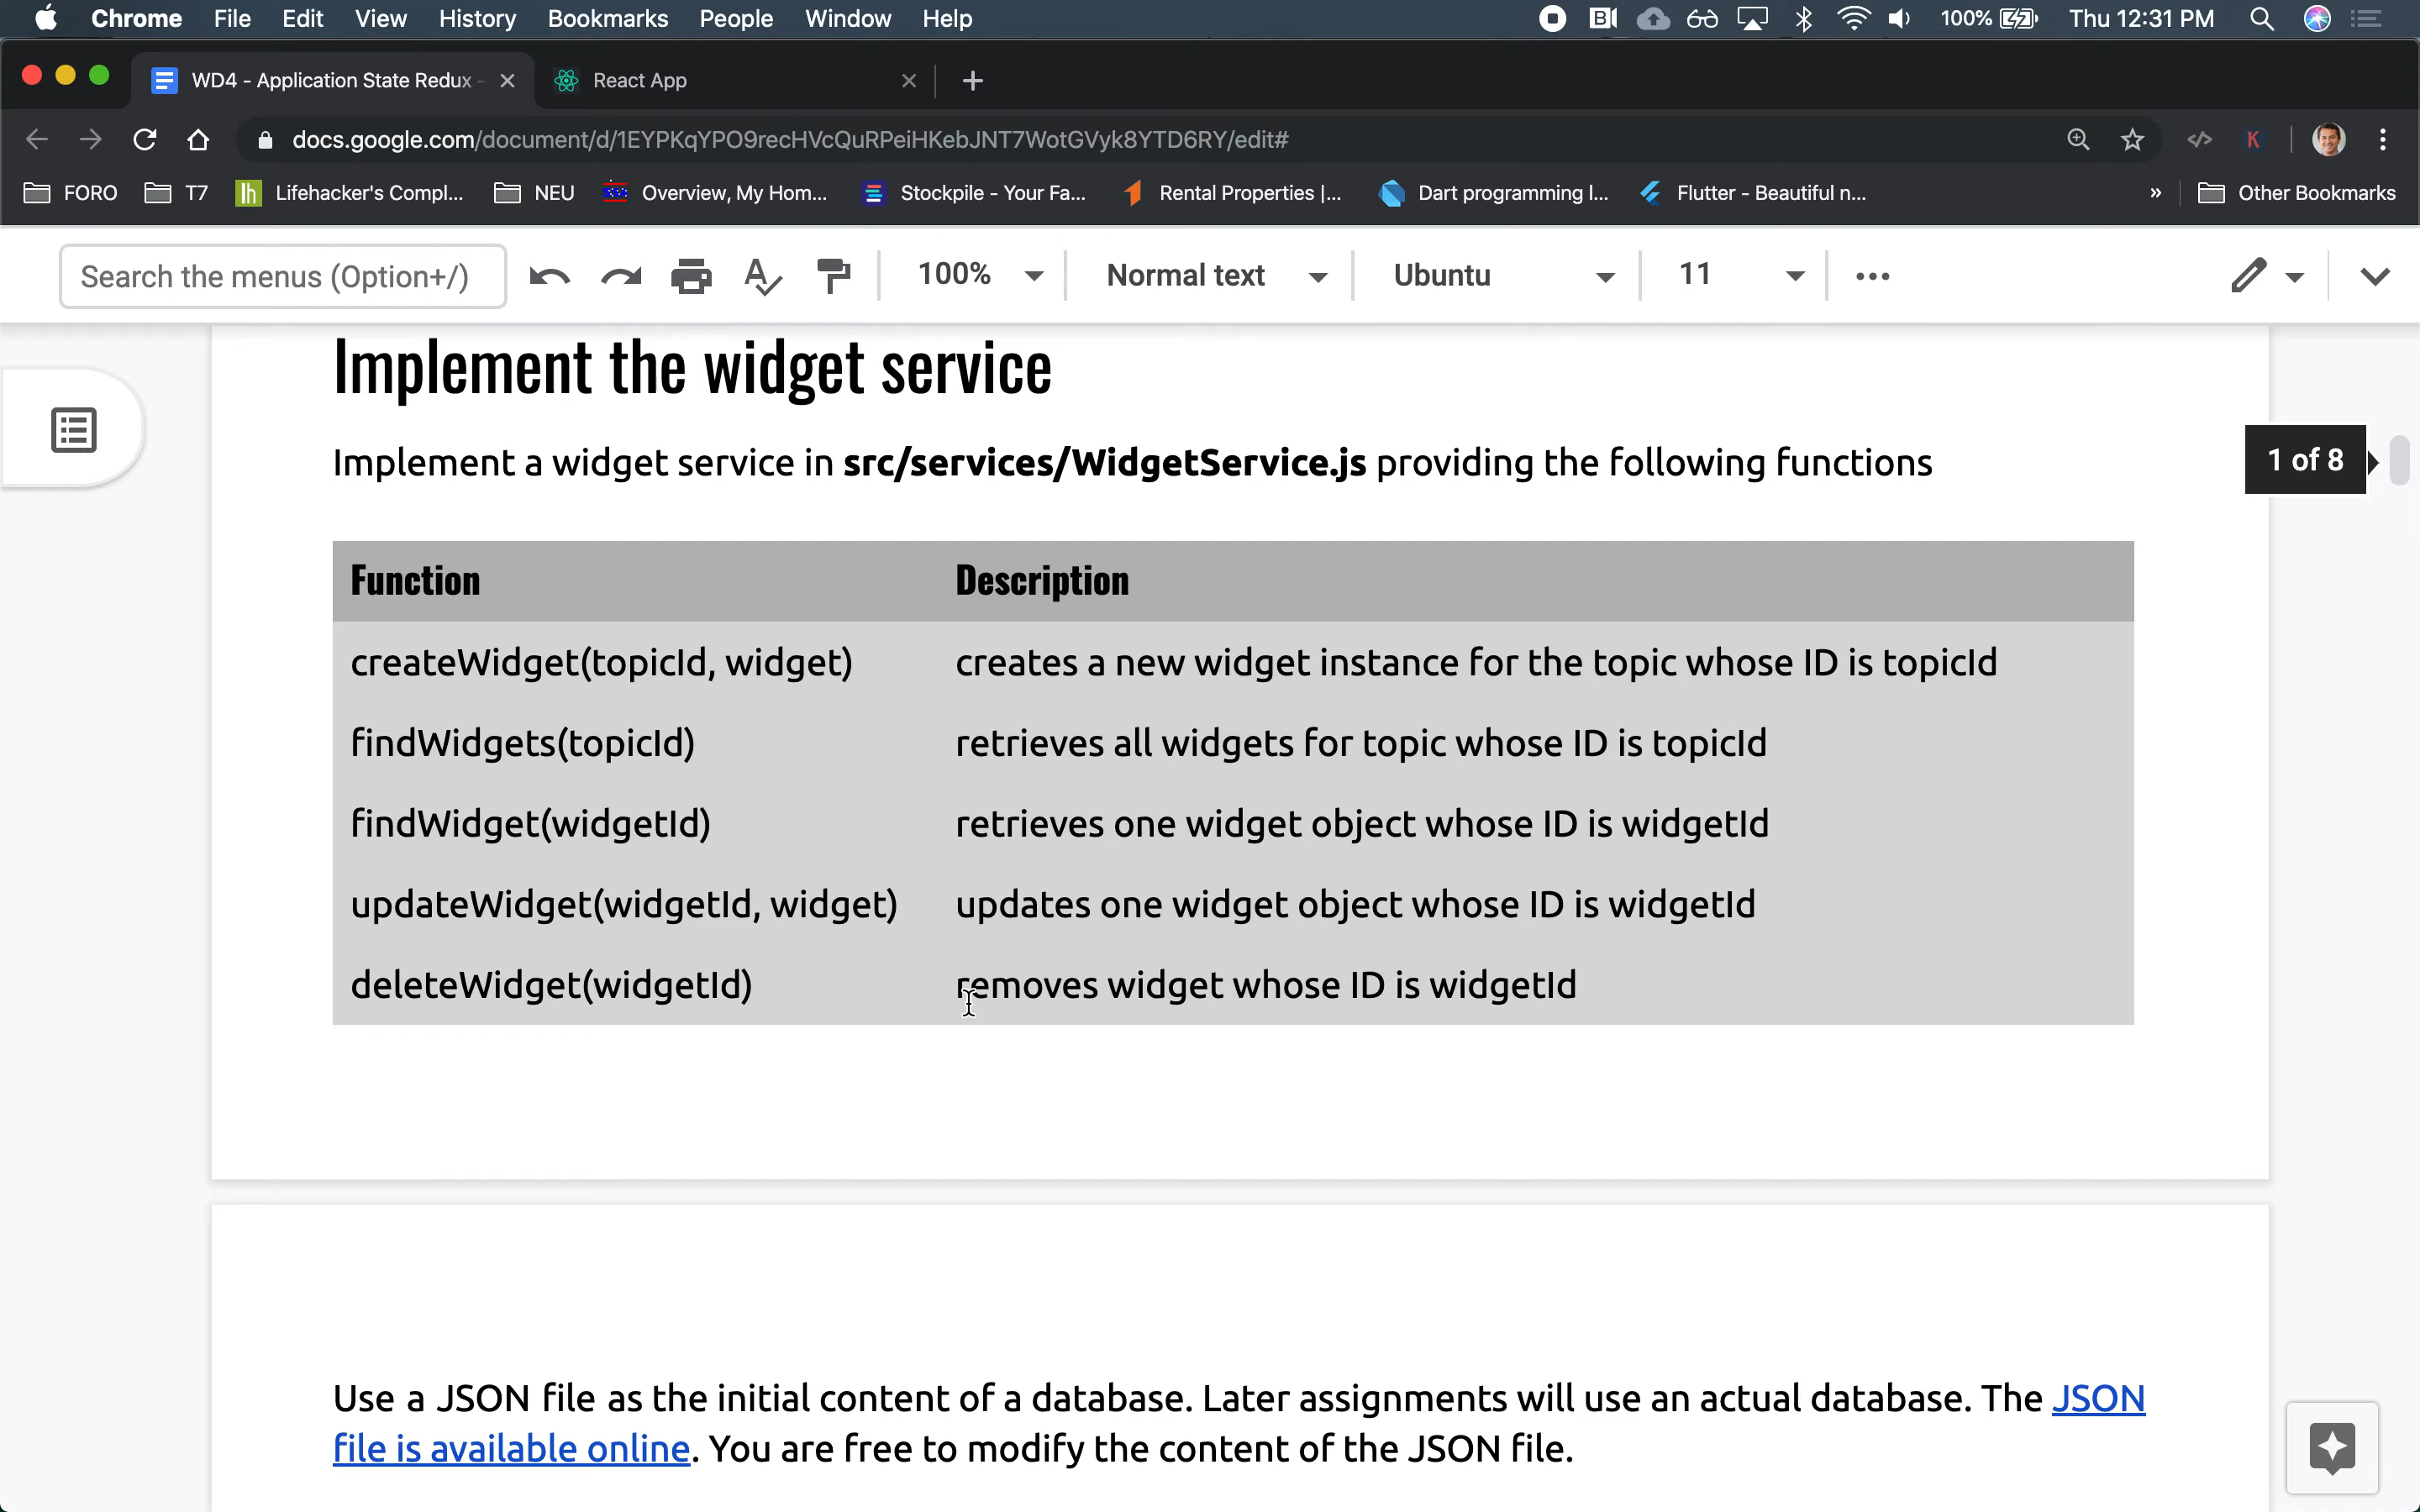 Chrome File Edit View History Bookmarks People Window Help 100% Thu 12:31 PM
WD4 - Application State Redux - React App
docs.google.com/document/d/1EYPKqYPO9recHVcQuRPeiHKebJNT7WotGVyk8YTD6RY/edit#
FORO T7 Lifehacker's Compl... NEU Overview, My Hom... Stockpile - Your Fa... Rental Properties |... Dart programming l... Flutter - Beautiful n... » Other Bookmarks
Search the menus (Option+/) 100% Normal text Ubuntu 11
Implement the widget service
Implement a widget service in src/services/WidgetService.js providing the following functions
1 of 8
Function Description
createWidget(topicId, widget) creates a new widget instance for the topic whose ID is topicId
findWidgets(topicId) retrieves all widgets for topic whose ID is topicId
findWidget(widgetId) retrieves one widget object whose ID is widgetId
updateWidget(widgetId, widget) updates one widget object whose ID is widgetId
deleteWidget(widgetId) removes widget whose ID is widgetId
Use a JSON file as the initial content of a database. Later assignments will use an actual database. The JSON
file is available online. You are free to modify the content of the JSON file.